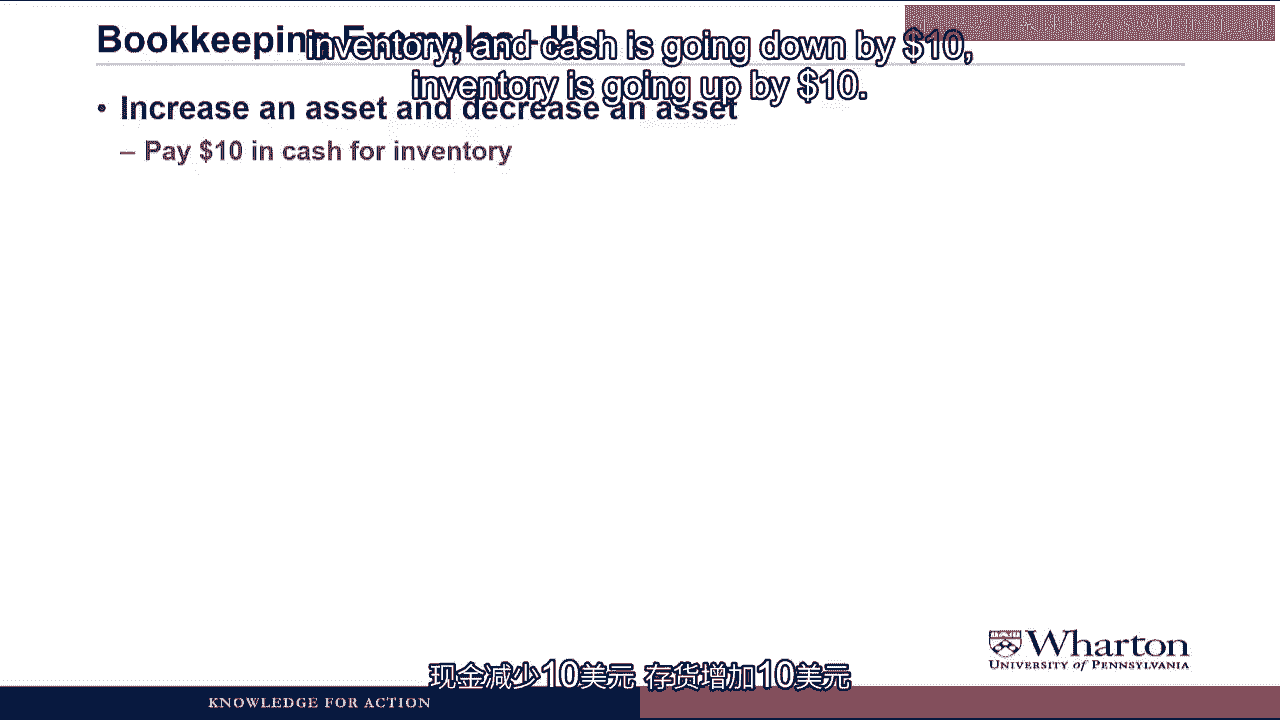 Bookkeeping Examples - III
inventory, and cash is going down by $10,
inventory is going up by $10.
• Increase an asset and decrease an asset
– Pay $10 in cash for inventory
Wharton
UNIVERSITY of PENNSYLVANIA
现金减少10美元 存货增加10美元
KNOWLEDGE FOR ACTION